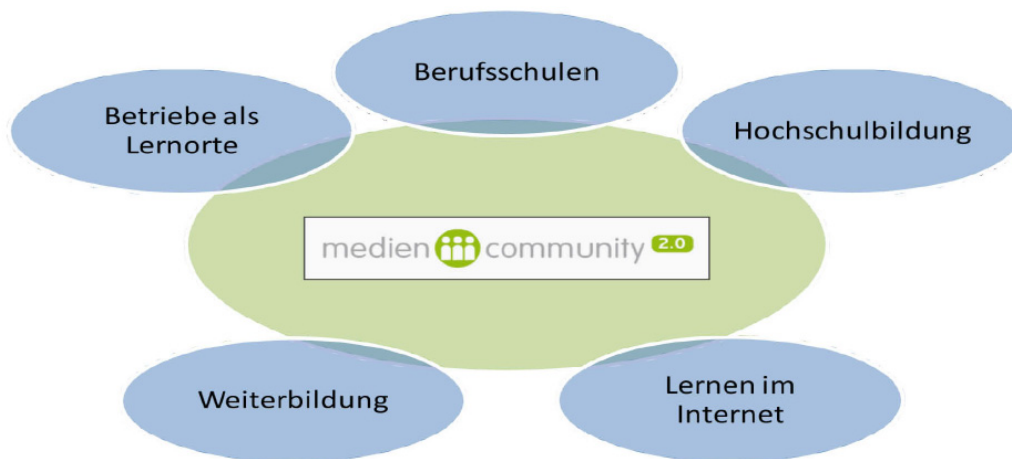 Berufsschulen
Betriebe als
Lernorte
Hochschulbildung
medien community 2.0
Weiterbildung
Lernen im
Internet